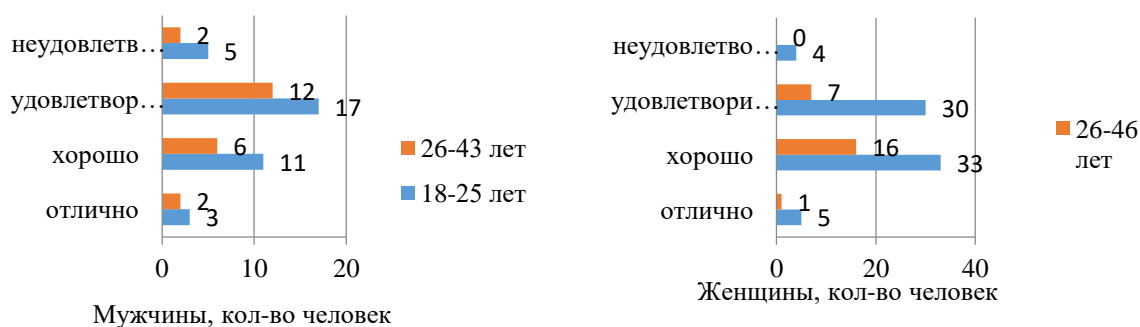 неудовлетв…
2
5
удовлетвор…
12
17
хорошо
6
11
отлично
2
3
0
10
20
26-43 лет
18-25 лет
Мужчины, кол-во человек
неудовлетво…
0
4
удовлетвори…
7
30
хорошо
16
33
отлично
1
5
0
20
40
26-46
лет
Женщины, кол-во человек